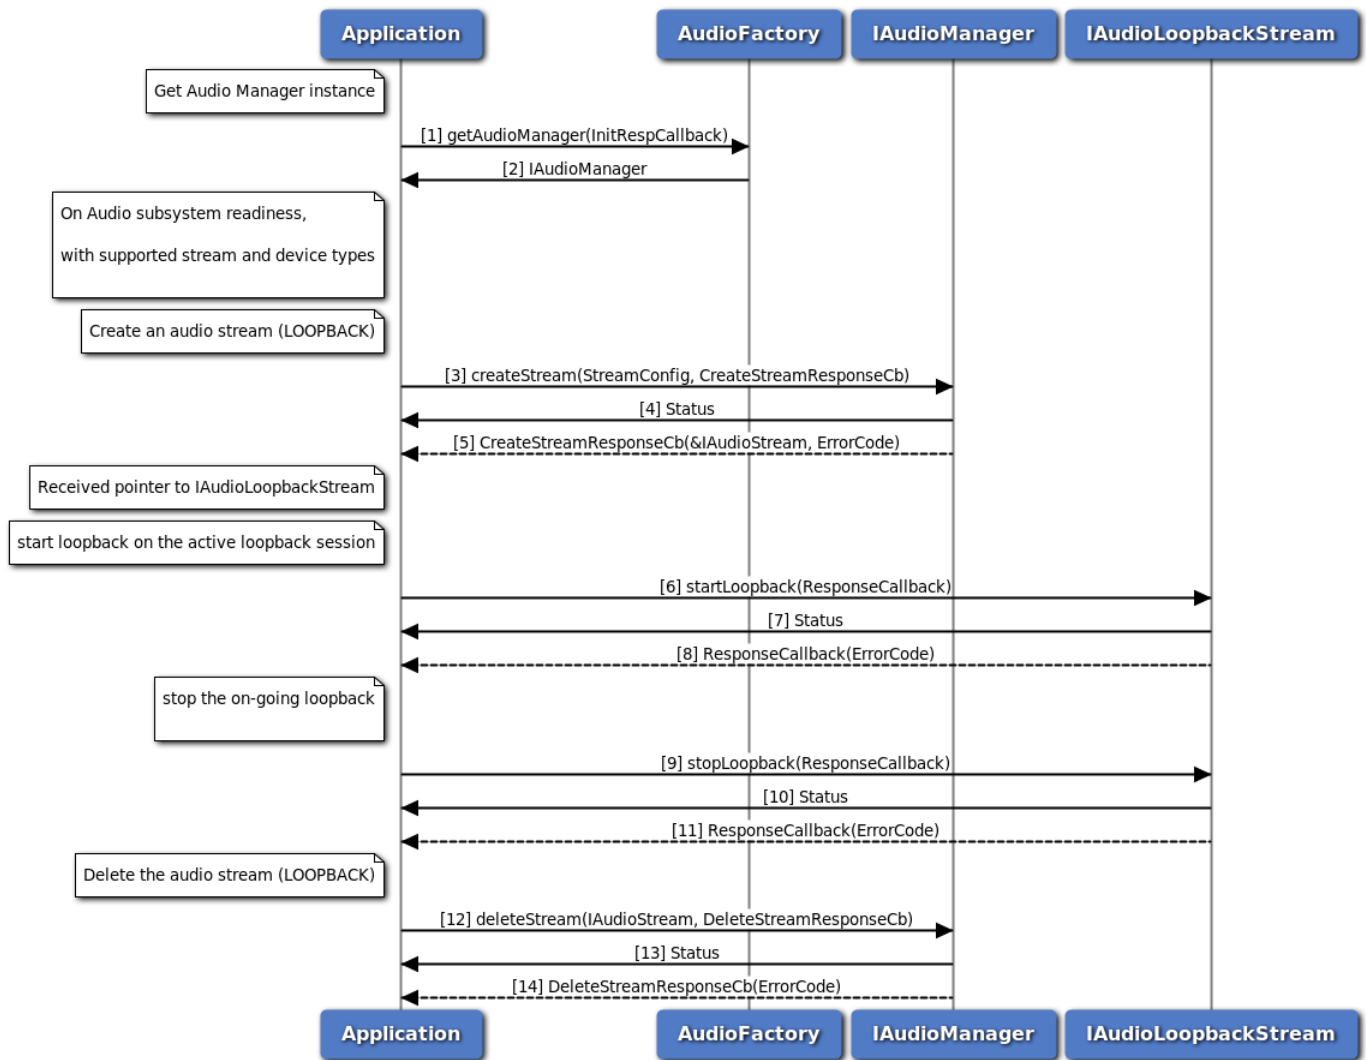 Application
AudioFactory
IAudioManager
IAudioLoopbackStream
Get Audio Manager instance
[1] getAudioManager(InitRespCallback)
[2] IAudioManager
On Audio subsystem readiness,
with supported stream and device types
Create an audio stream (LOOPBACK)
[3] createStream(StreamConfig, CreateStreamResponseCb)
[4] Status
[5] CreateStreamResponseCb(&IAudioStream, ErrorCode)
Received pointer to IAudioLoopbackStream
start loopback on the active loopback session
[6] startLoopback(ResponseCallback)
[7] Status
[8] ResponseCallback(ErrorCode)
stop the on-going loopback
[9] stopLoopback(ResponseCallback)
[10] Status
[11] ResponseCallback(ErrorCode)
Delete the audio stream (LOOPBACK)
[12] deleteStream(IAudioStream, DeleteStreamResponseCb)
[13] Status
[14] DeleteStreamResponseCb(ErrorCode)
Application
AudioFactory
IAudioManager
IAudioLoopbackStream